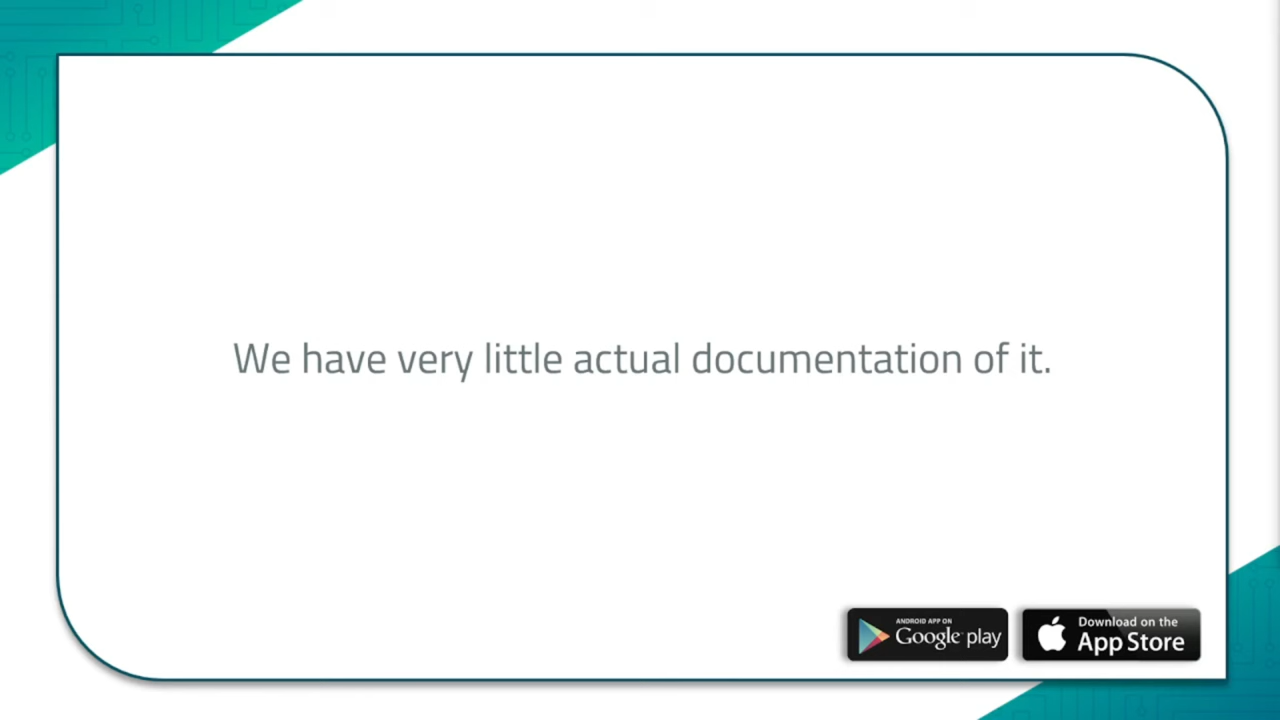 We have very little actual documentation of it.
ANDROID APP ON
Google play
Download on the
App Store